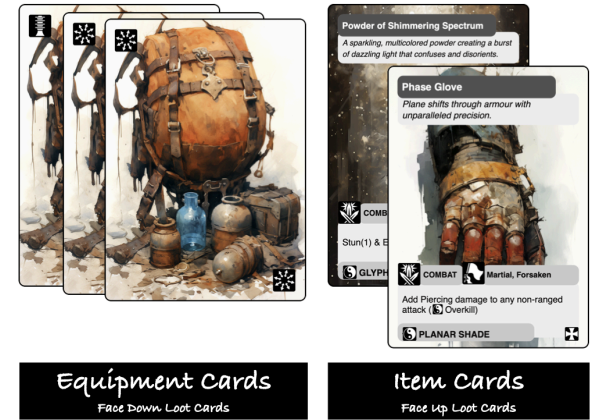 Powder of Shimmering Spectrum
A sparkling, multicolored powder creating a burst
of dazzling light that confuses and disorients.
Phase Glove
Plane shifts through armour with
unparalleled precision.
COMB
Stun(1) & E
GLYPH
COMBAT
Martial, Forsaken
Add Piercing damage to any non-ranged
attack ( Overkill)
PLANAR SHADE
Equipment Cards
Face Down Loot Cards
Item Cards
Face Up Loot Cards